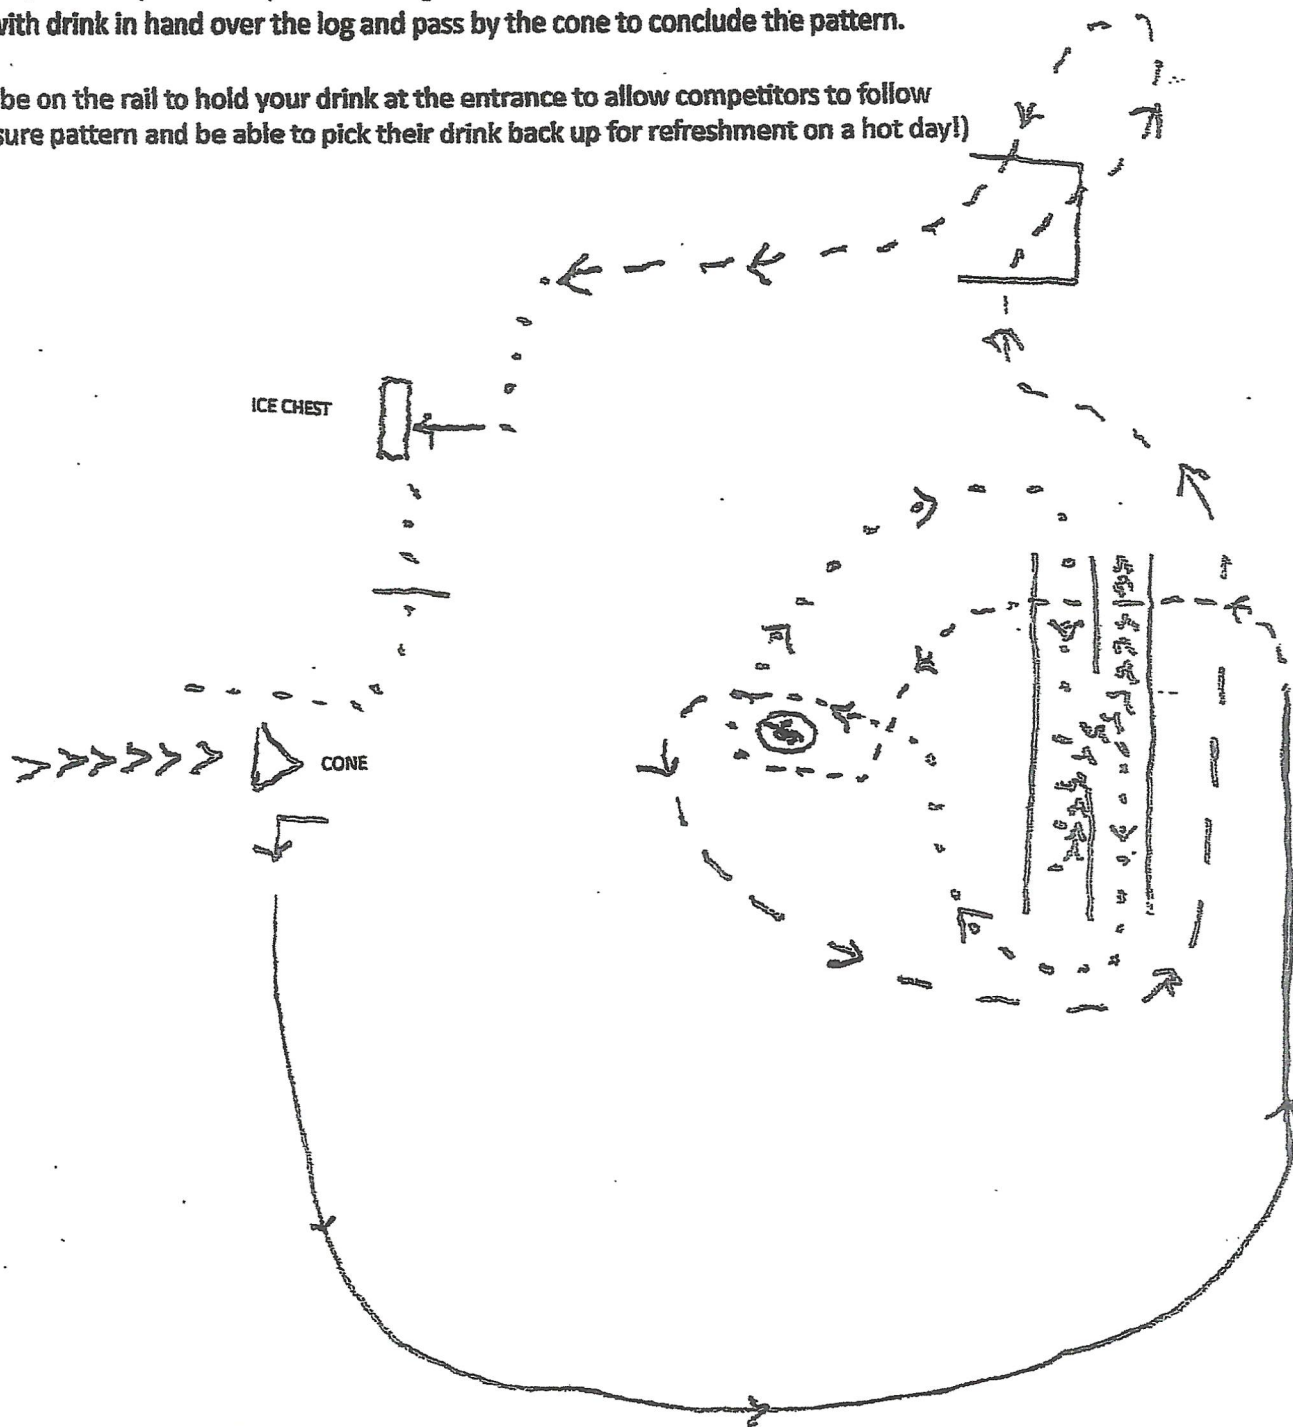 with drink in hand over the log and pass by the cone to conclude the pattern.
be on the rail to hold your drink at the entrance to allow competitors to follow
sure pattern and be able to pick their drink back up for refreshment on a hot day!)
ICE CHEST
CONE